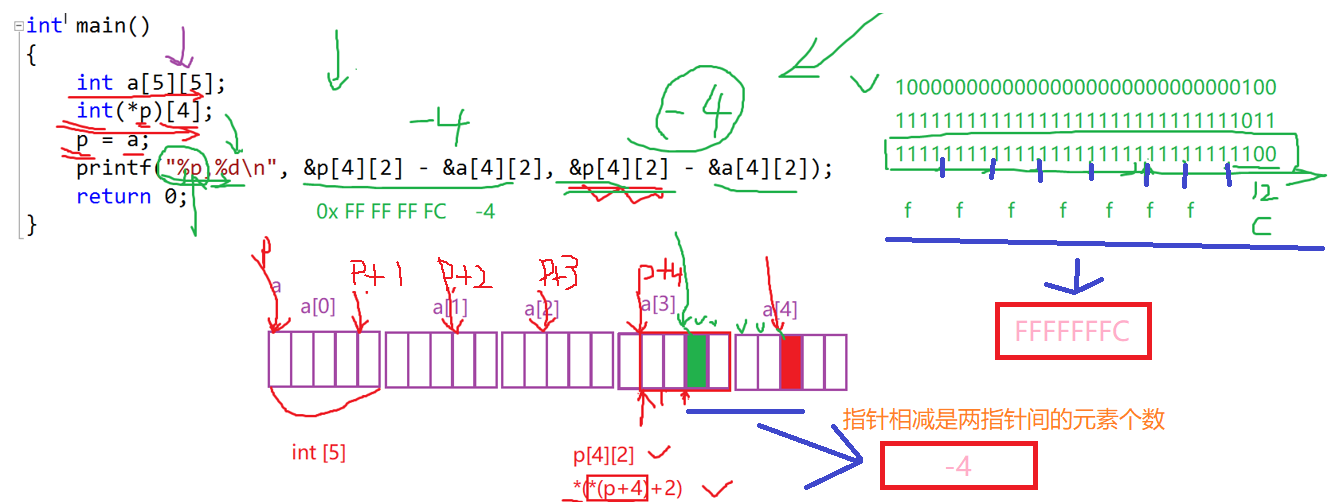 int main()
{
int a[5][5];
int(*p)[4];
p = a;
printf("%p,%d\n", &p[4][2] - &a[4][2], &p[4][2] - &a[4][2]);
return 0;
}
-4
-4
0x FF FF FF FC -4
10000000000000000000000000000100
11111111111111111111111111111011
11111111111111111111111111111100
f f f f f f f
12
C
FFFFFFFC
p
p+1 p+2 p+3 p+4
a
a[0] a[1] a[2] a[3] a[4]
int [5]
p[4][2]
*(*(p+4)+2)
指针相减是两指针间的元素个数
-4